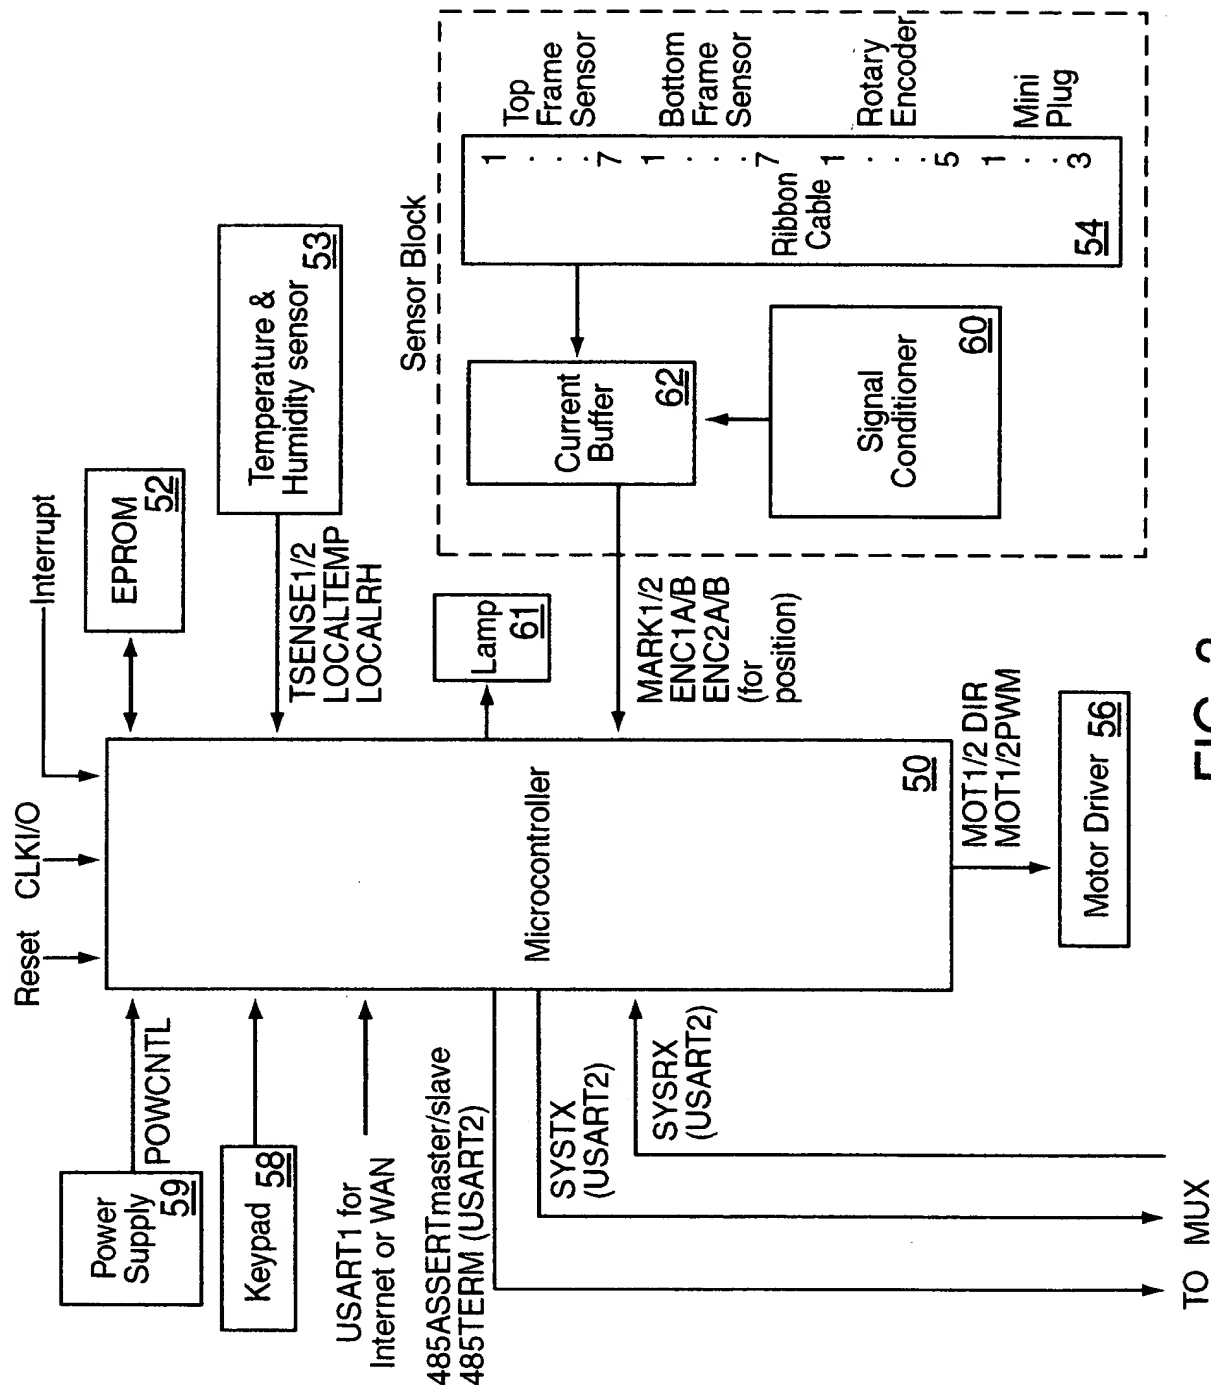 Reset
CLKI/O
Interrupt
Power
Supply 59
POWCNTL
Keypad 58
USART1 for
Internet or WAN
485ASSERTmaster/slave
485TERM (USART2)
SYSTX
(USART2)
SYSRX
(USART2)
TO MUX
Microcontroller
50
EPROM
52
Temperature &
Humidity sensor
53
TSENSE1/2
LOCALTEMP
LOCALRH
Lamp
61
MARK1/2
ENC1A/B
ENC2A/B
(for
position)
MOT1/2 DIR
MOT1/2PWM
Motor Driver 56
Sensor Block
Current
Buffer
62
Signal
Conditioner
60
Ribbon
Cable
54
1
.
.
.
7
Top
Frame
Sensor
1
.
.
.
7
Bottom
Frame
Sensor
1
.
.
.
5
Rotary
Encoder
1
.
.
3
Mini
Plug